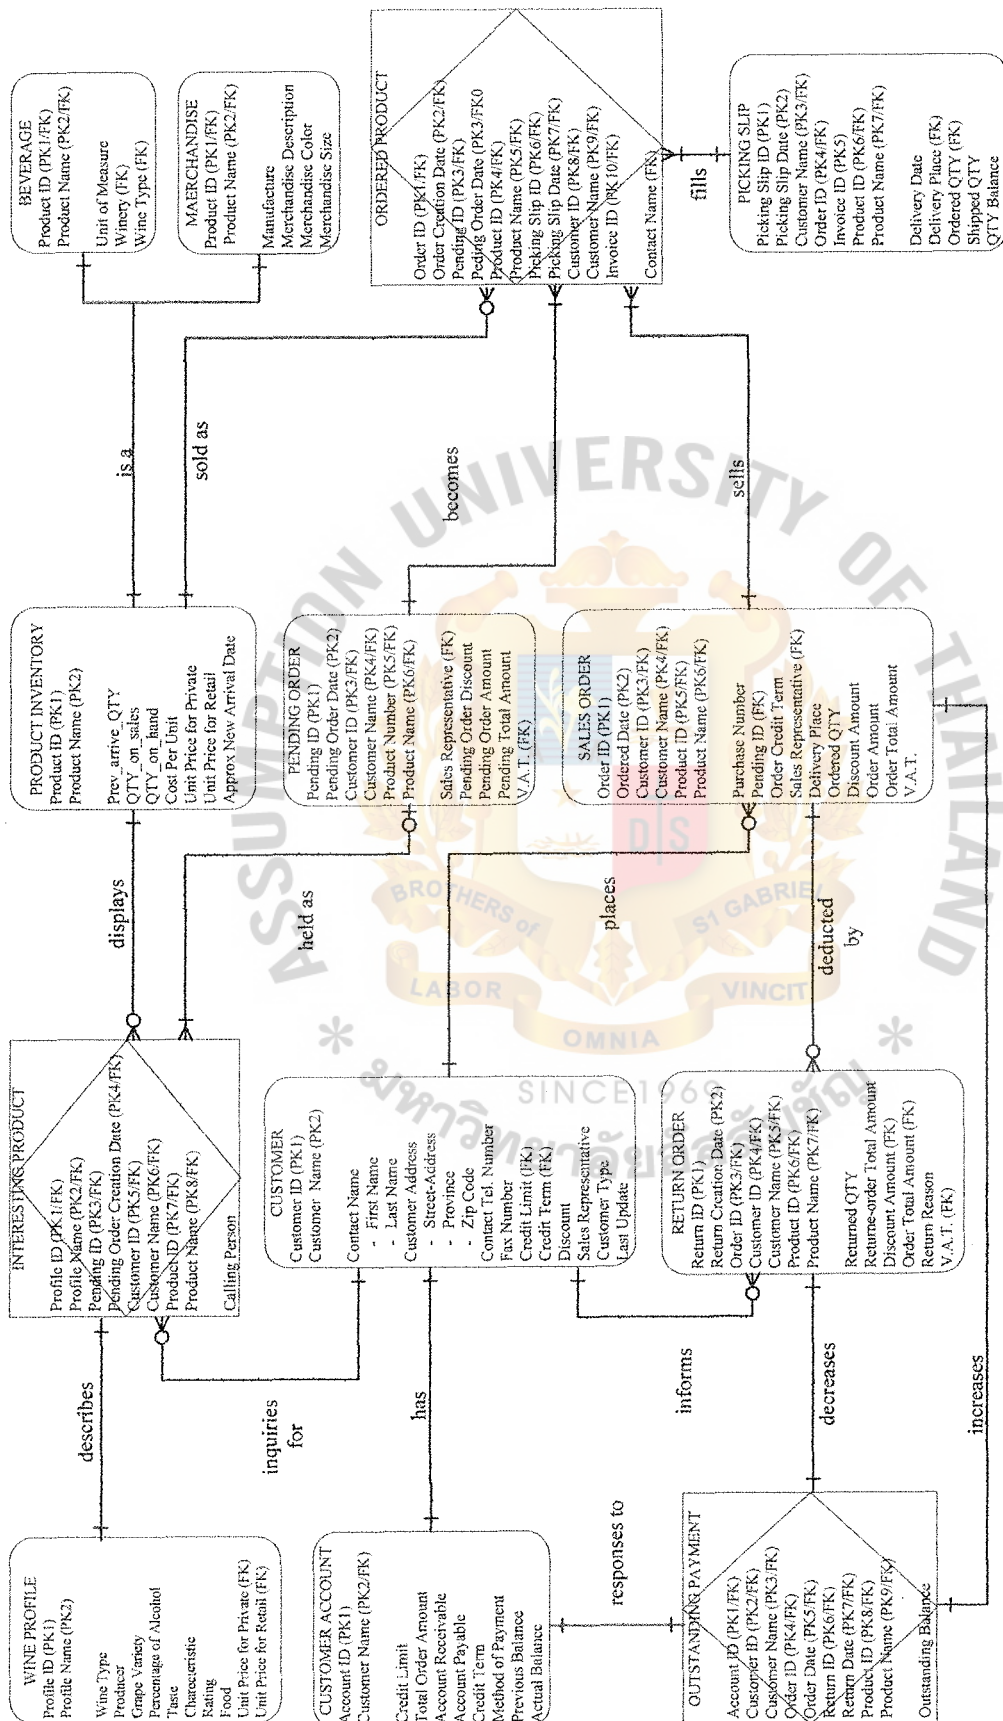 WINE PROFILE
Profile ID (PK1)
Profile Name (PK2)
Wine Type
Producer
Grape Variety
Percentage of Alcohol
Taste
Characteristic
Rating
Food
Unit Price for Private (FK)
Unit Price for Retail (FK)
describes
INTERESTING PRODUCT
Profile ID (PK1/FK)
Profile Name (PK2/FK)
Pending ID (PK3/FK)
Pending Order Creation Date (PK4/FK)
Customer ID (PK5/FK)
Customer Name (PK6/FK)
Product ID (PK7/FK)
Product Name (PK8/FK)
Calling Person
displays
PRODUCT INVENTORY
Product ID (PK1)
Product Name (PK2)
Prev_arrive_QTY
QTY_on_sales
QTY_on_hand
Cost Per Unit
Unit Price for Private
Unit Price for Retail
Approx New Arrival Date
is a
sold as
BEVERAGE
Product ID (PK1/FK)
Product Name (PK2/FK)
Unit of Measure
Winery (FK)
Wine Type (FK)
MAERCHANDISE
Product ID (PK1/FK)
Product Name (PK2/FK)
Manufacture
Merchandise Description
Merchandise Color
Merchandise Size
inquiries
for
held as
PENDING ORDER
Pending ID (PK1)
Pending Order Date (PK2)
Customer ID (PK3/FK)
Customer Name (PK4/FK)
Product Number (PK5/FK)
Product Name (PK6/FK)
Sales Representative (FK)
Pending Order Discount
Pending Order Amount
Pending Total Amount
V.A.T. (FK)
becomes
ORDERED PRODUCT
Order ID (PK1/FK)
Order Creation Date (PK2/FK)
Pending ID (PK3/FK)
Peding Order Date (PK3/FK0
Product ID (PK4/FK)
Product Name (PK5/FK)
Picking Slip ID (PK6/FK)
Picking Slip Date (PK7/FK)
Customer ID (PK8/FK)
Customer Name (PK9/FK)
Invoice ID (PK10/FK)
Contact Name (FK)
CUSTOMER ACCOUNT
Account ID (PK1)
Customer Name (PK2/FK)
Credit Limit
Total Order Amount
Account Receivable
Account Payable
Credit Term
Method of Payment
Previous Balance
Actual Balance
has
CUSTOMER
Customer ID (PK1)
Customer Name (PK2)
Contact Name
- First Name
- Last Name
Customer Address
- Street-Address
- Province
- Zip Code
Contact Tel. Number
Fax Number
Credit Limit (FK)
Credit Term (FK)
Discount
Sales Representative
Customer Type
Last Update
places
SALES ORDER
Order ID (PK1)
Ordered Date (PK2)
Customer ID (PK3/FK)
Customer Name (PK4/FK)
Product ID (PK5/FK)
Product Name (PK6/FK)
Purchase Number
Pending ID (FK)
Order Credit Term
Sales Representative (FK)
Delivery Place
Ordered QTY
Discount Amount
Order Amount
Order Total Amount
V.A.T.
sells
fills
responses to
informs
deducted
by
OUTSTANDING PAYMENT
Account ID (PK1/FK)
Customer ID (PK2/FK)
Customer Name (PK3/FK)
Order ID (PK4/FK)
Order Date (PK5/FK)
Return ID (PK6/FK)
Return Date (PK7/FK)
Product ID (PK8/FK)
Product Name (PK9/FK)
Outstanding Balance
decreases
increases
RETURN ORDER
Return ID (PK1)
Return Creation Date (PK2)
Order ID (PK3/FK)
Customer ID (PK4/FK)
Customer Name (PK5/FK)
Product ID (PK6/FK)
Product Name (PK7/FK)
Returned QTY
Returne-order Total Amount
Discount Amount (FK)
Order Total Amount (FK)
Return Reason
V.A.T. (FK)
PICKING SLIP
Picking Slip ID (PK1)
Picking Slip Date (PK2)
Customer Name (PK3/FK)
Order ID (PK4/FK)
Invoice ID (PK5)
Product ID (PK6/FK)
Product Name (PK7/FK)
Delivery Date
Delivery Place (FK)
Ordered QTY (FK)
Shipped QTY
QTY Balance
ASSUMPTION UNIVERSITY OF THAILAND
DS
BROTHERS of ST GABRIEL
LABOR
OMNIA
VINCIT
SINCE1969
* มหาวิทยาลัยอัสสัมชัญ *